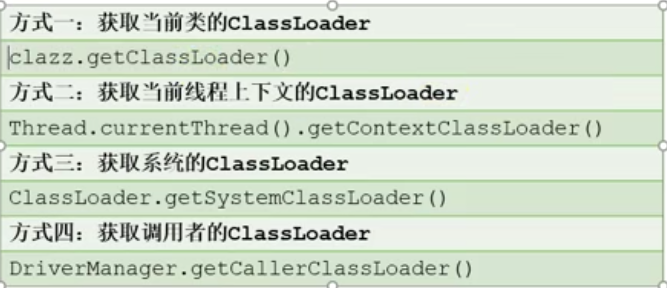 方式一：获取当前类的ClassLoader
clazz.getClassLoader()
方式二：获取当前线程上下文的ClassLoader
Thread.currentThread().getContextClassLoader()
方式三：获取系统的ClassLoader
ClassLoader.getSystemClassLoader()
方式四：获取调用者的ClassLoader
DriverManager.getCallerClassLoader()